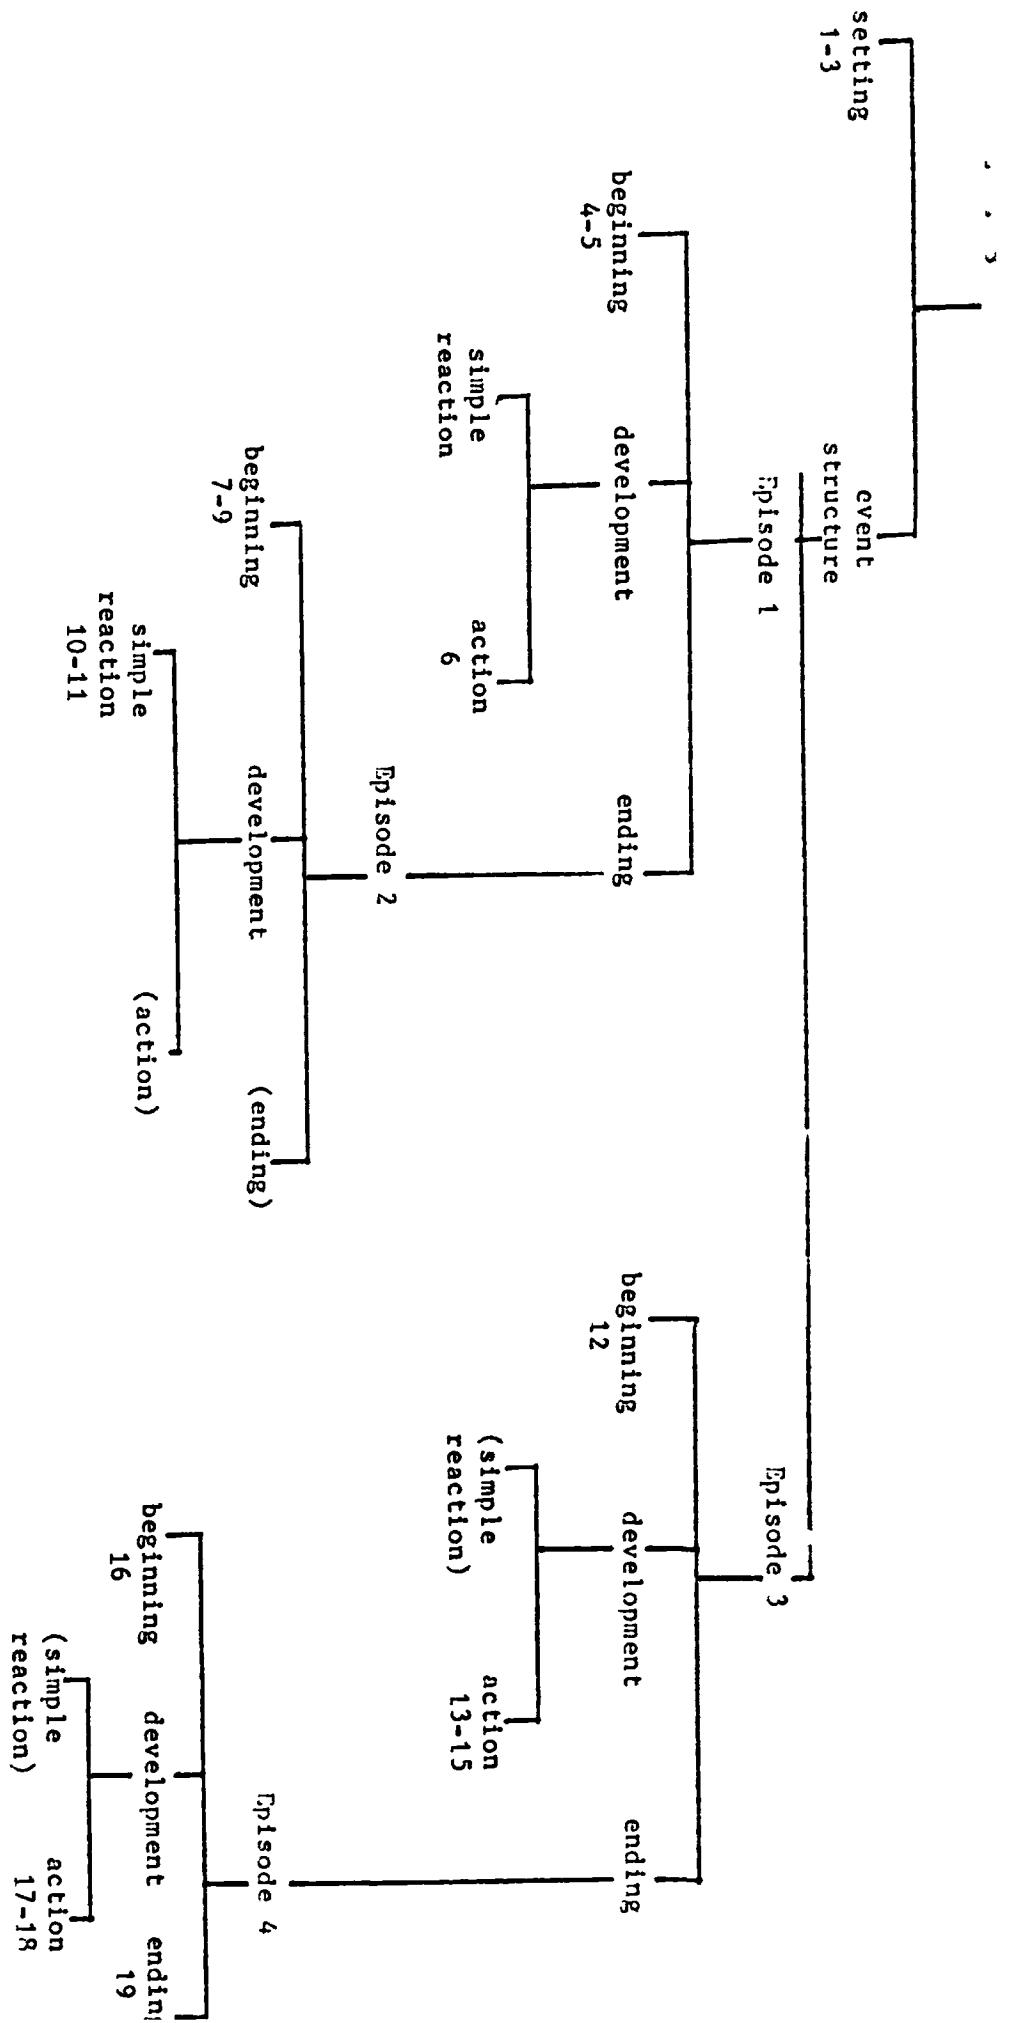 setting
1-3
event
structure
Episode 1
beginning
4-5
development
simple
reaction
action
6
ending
Episode 2
beginning
7-9
development
simple
reaction
10-11
(action)
(ending)
Episode 3
beginning
12
development
(simple
reaction)
action
13-15
ending
Episode 4
beginning
16
development
(simple
reaction)
action
17-18
ending
19